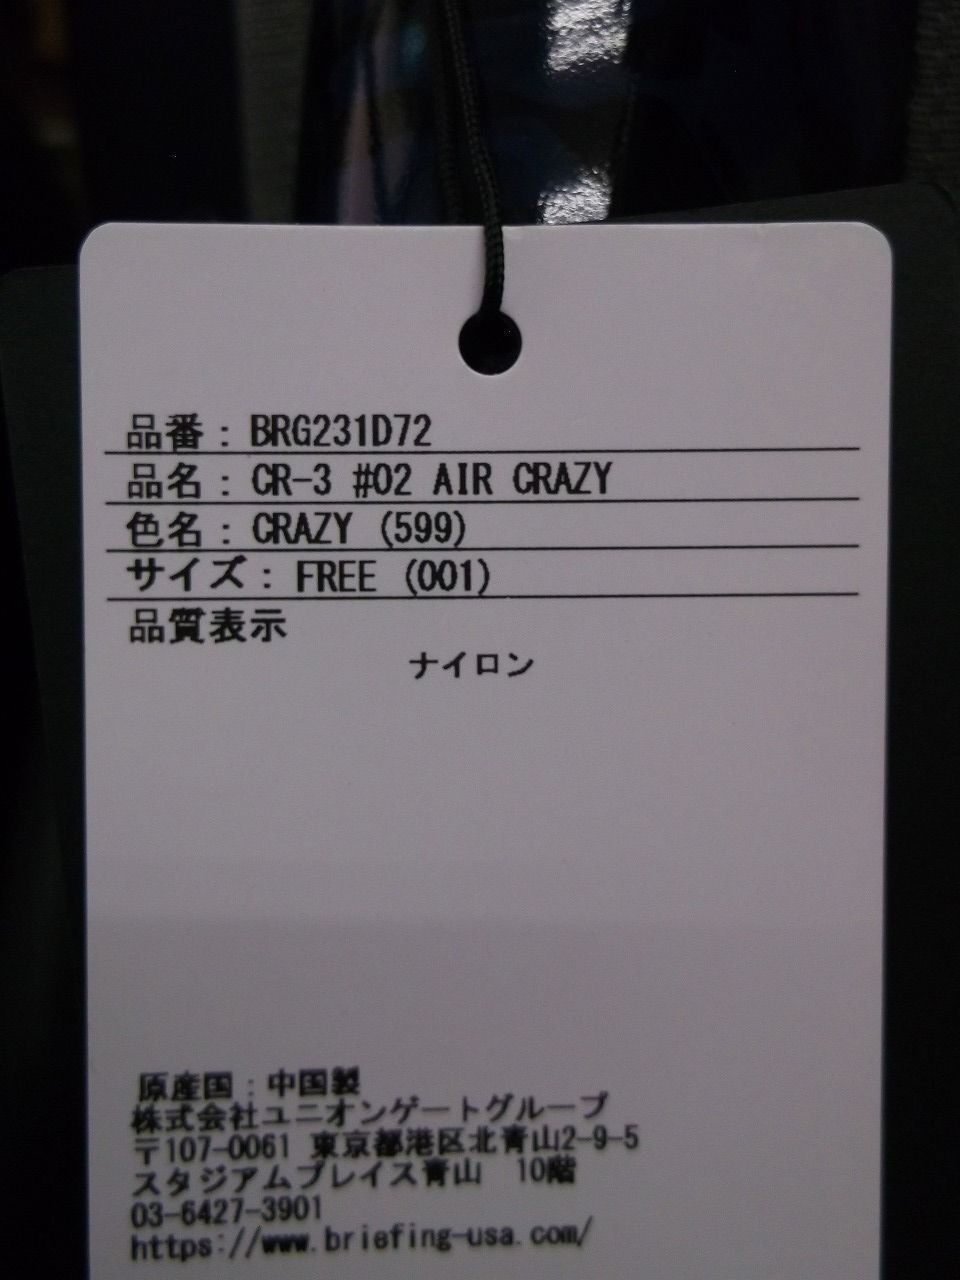 品番：BRG231D72
品名：CR-3 #02 AIR CRAZY
色名：CRAZY (599)
サイズ：FREE (001)
品質表示
ナイロン
原産国：中国製
株式会社ユニオンゲートグループ
〒107-0061 東京都港区北青山2-9-5
スタジアムプレイス青山 10階
03-6427-3901
https://www.briefing-usa.com/